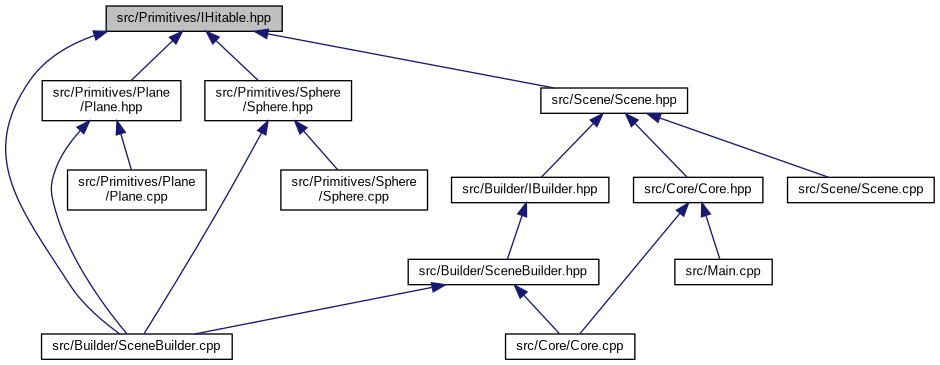 src/Primitives/IHitable.hpp
src/Primitives/Plane
/Plane.hpp
src/Primitives/Sphere
/Sphere.hpp
src/Scene/Scene.hpp
src/Primitives/Plane
/Plane.cpp
src/Primitives/Sphere
/Sphere.cpp
src/Builder/IBuilder.hpp
src/Core/Core.hpp
src/Scene/Scene.cpp
src/Builder/SceneBuilder.hpp
src/Main.cpp
src/Builder/SceneBuilder.cpp
src/Core/Core.cpp